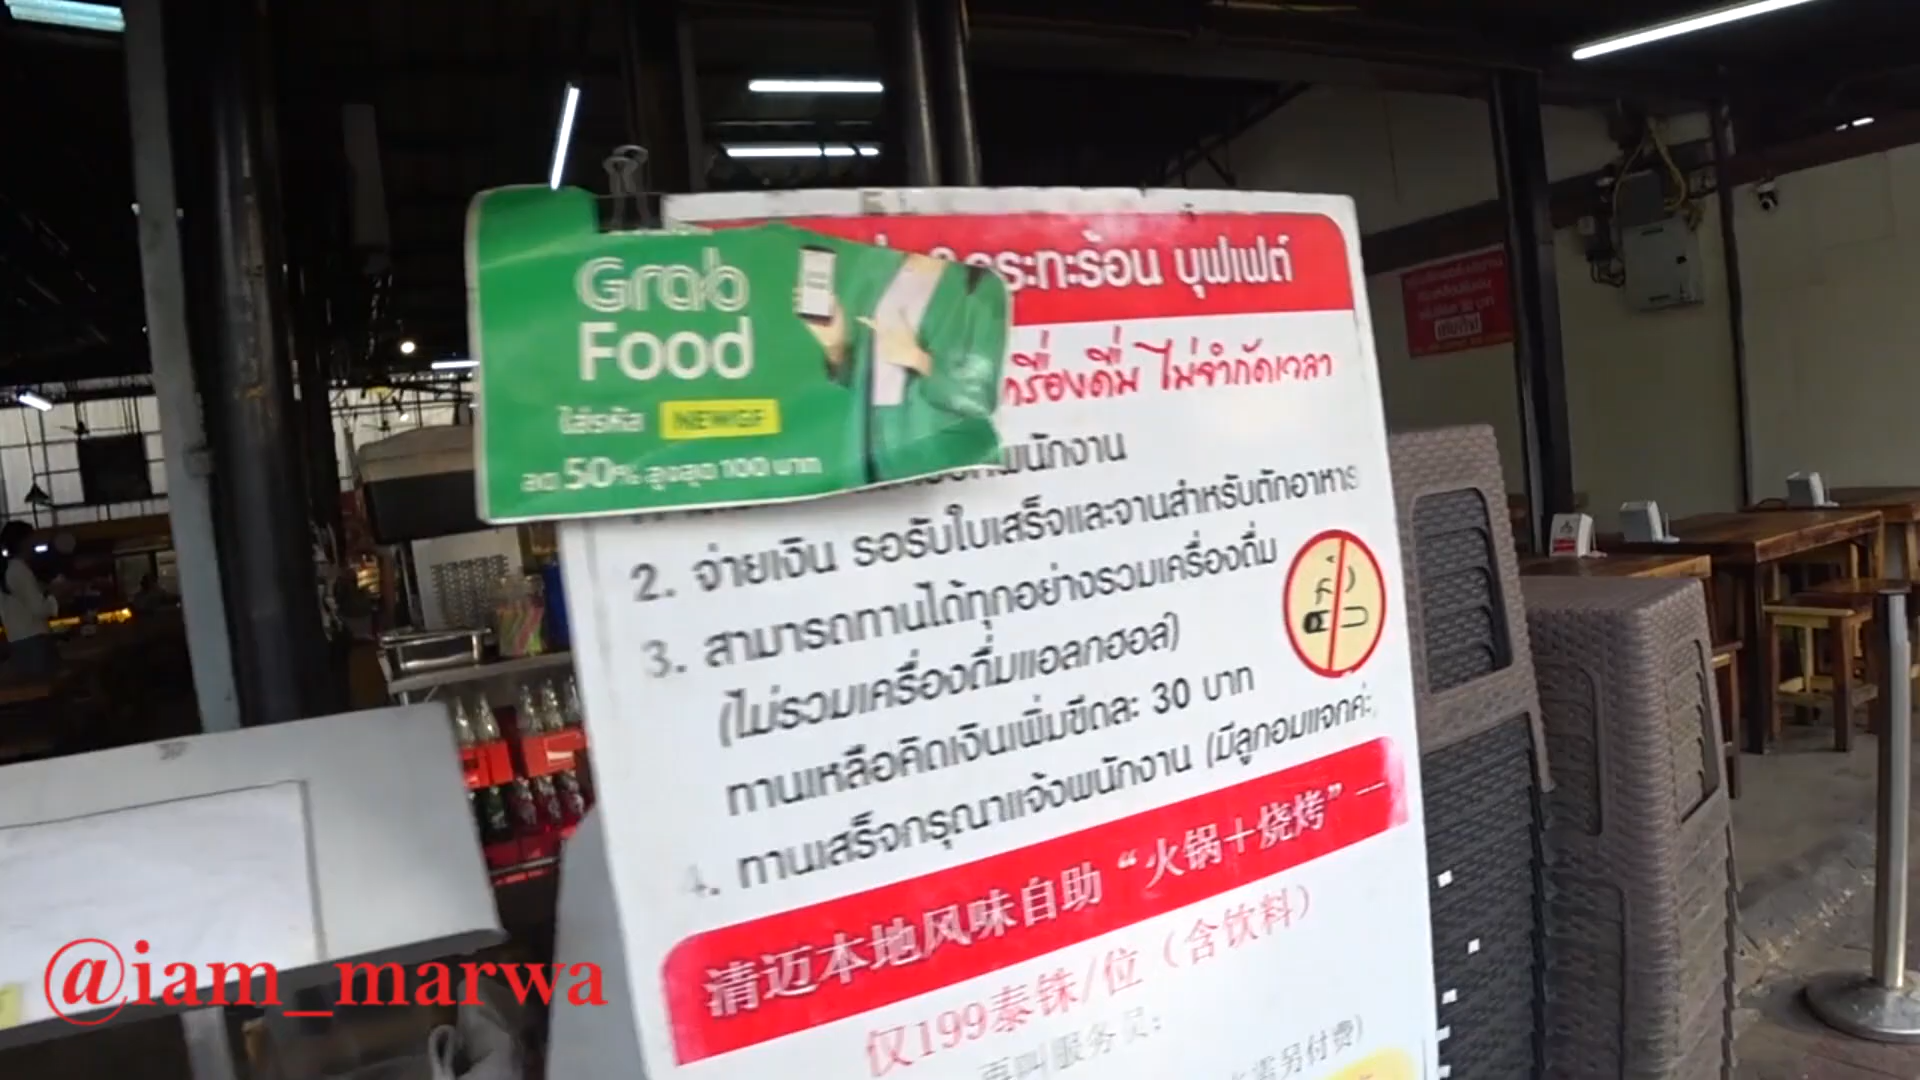 Grab
Food
ใส่รหัส NEWGF
ลด 50% สูงสุด 100 บาท
กระทะร้อน บุฟเฟต์
เครื่องดื่ม ไม่จำกัดเวลา
พนักงาน
2. จ่ายเงิน รอรับใบเสร็จและจานสำหรับตักอาหาร
3. สามารถทานได้ทุกอย่างรวมเครื่องดื่ม
(ไม่รวมเครื่องดื่มแอลกฮอล)
ทานเหลือคิดเงินเพิ่มขีดละ 30 บาท
4. ทานเสร็จกรุณาแจ้งพนักงาน (มีลูกอมแจกค่ะ
清迈本地风味自助 “火锅+烧烤” 一
仅199泰铢/位 (含饮料)
再叫服务员:
需另付费)
@iam_marwa